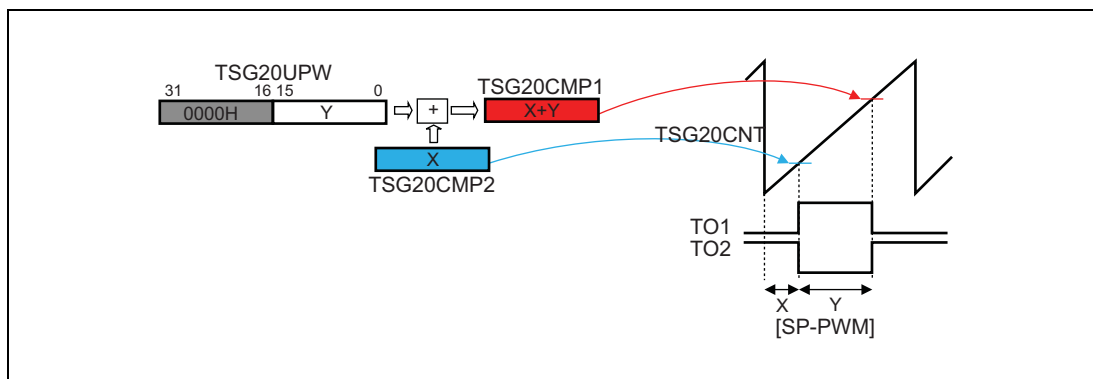 TSG20UPW
31 16 15 0
0000H Y
+
TSG20CMP1
X+Y
X
TSG20CMP2
TSG20CNT
TO1
TO2
X Y
[SP-PWM]